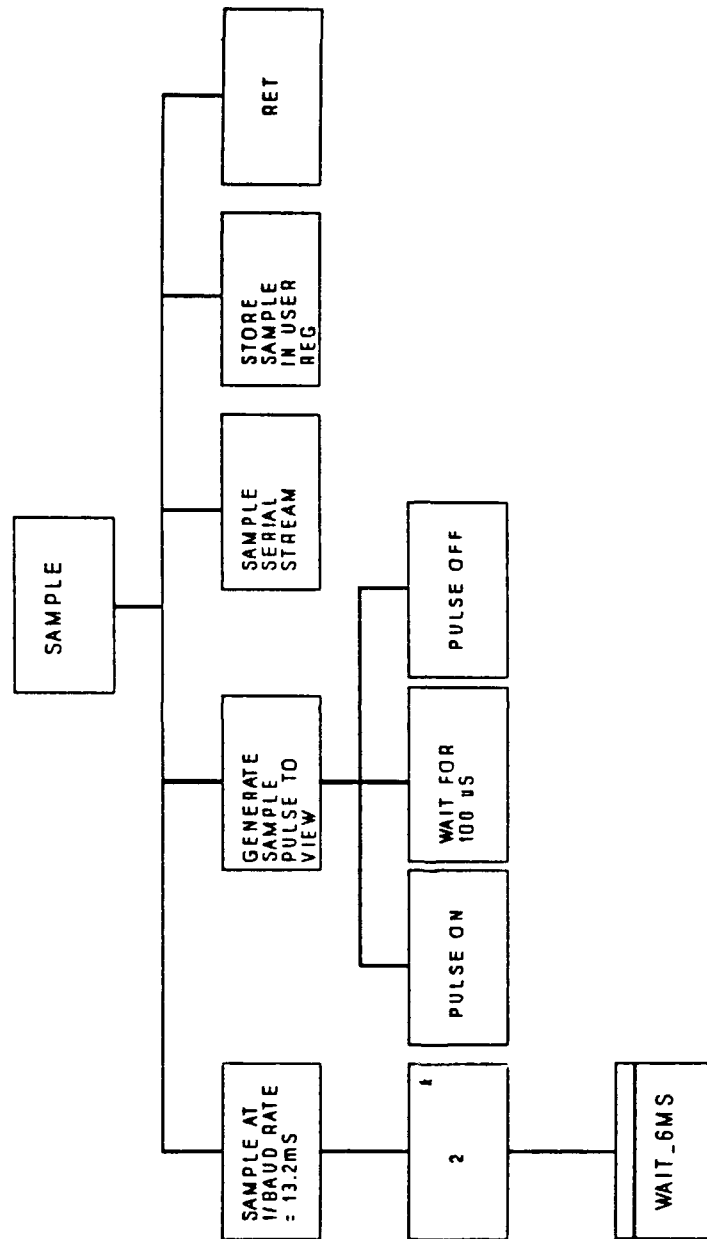 SAMPLE
SAMPLE AT
1/BAUD RATE
= 13.2mS
GENERATE
SAMPLE
PULSE TO
VIEW
SAMPLE
SERIAL
STREAM
STORE
SAMPLE
IN USER
REG
RET
2 *
PULSE ON
WAIT FOR
100 uS
PULSE OFF
WAIT_6MS